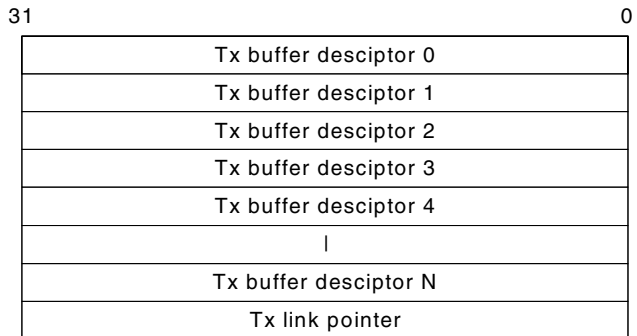 31 0
Tx buffer desciptor 0
Tx buffer desciptor 1
Tx buffer desciptor 2
Tx buffer desciptor 3
Tx buffer desciptor 4
|
Tx buffer desciptor N
Tx link pointer